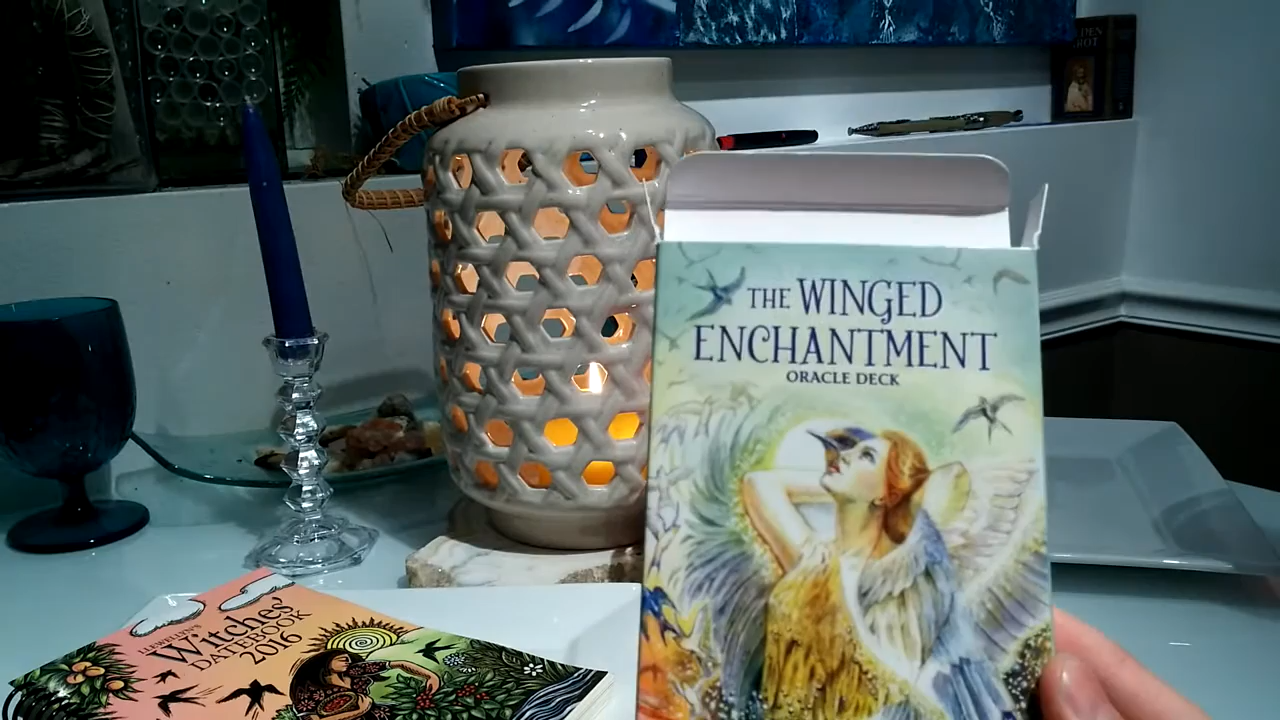 THE WINGED
ENCHANTMENT
ORACLE DECK
LLEWELLYN'S
Witches'
DATEBOOK
2016